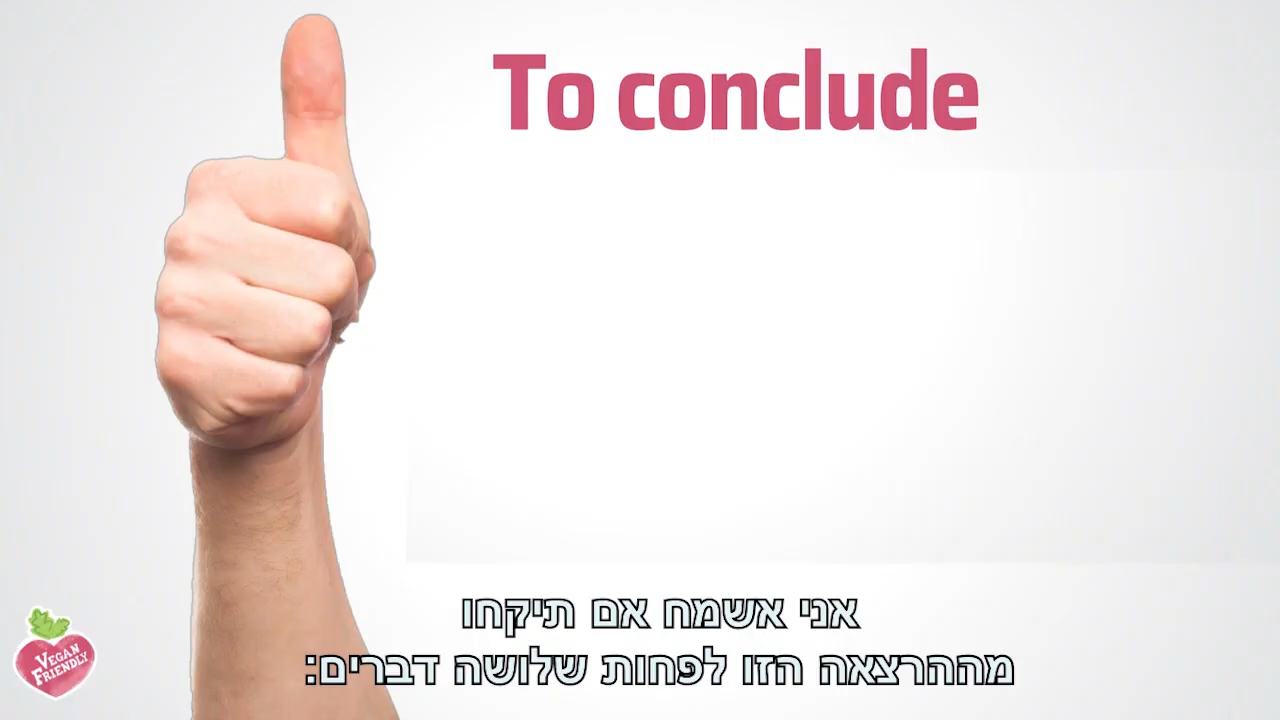 To conclude
אני אשמח אם תיקחו
מההרצאה הזו לפחות שלושה דברים:
VEGAN
FRIENDLY